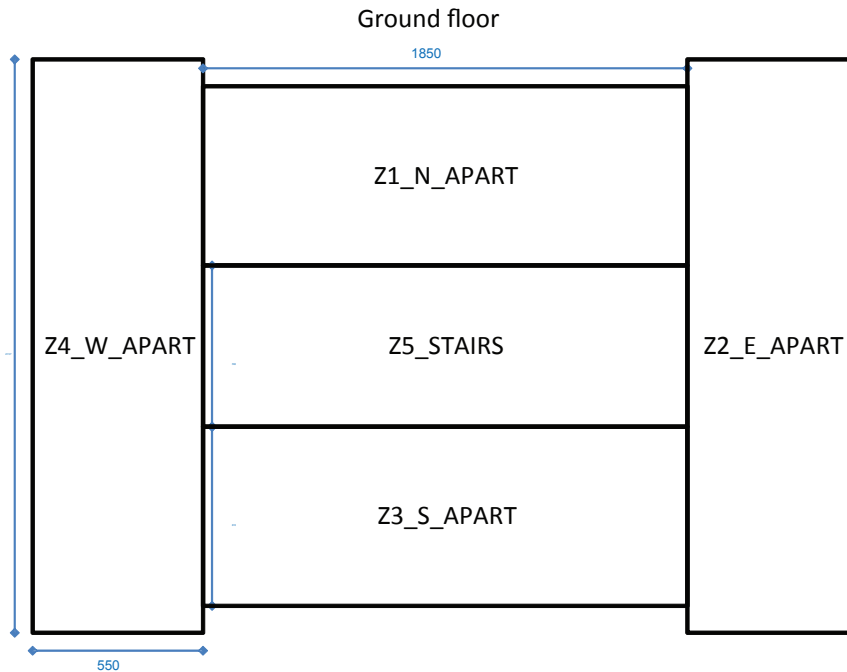 Ground floor
1850
Z1_N_APART
Z4_W_APART
Z5_STAIRS
Z2_E_APART
Z3_S_APART
550